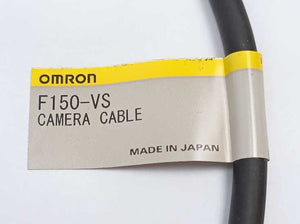 OMRON
F150-VS
CAMERA CABLE
MADE IN JAPAN